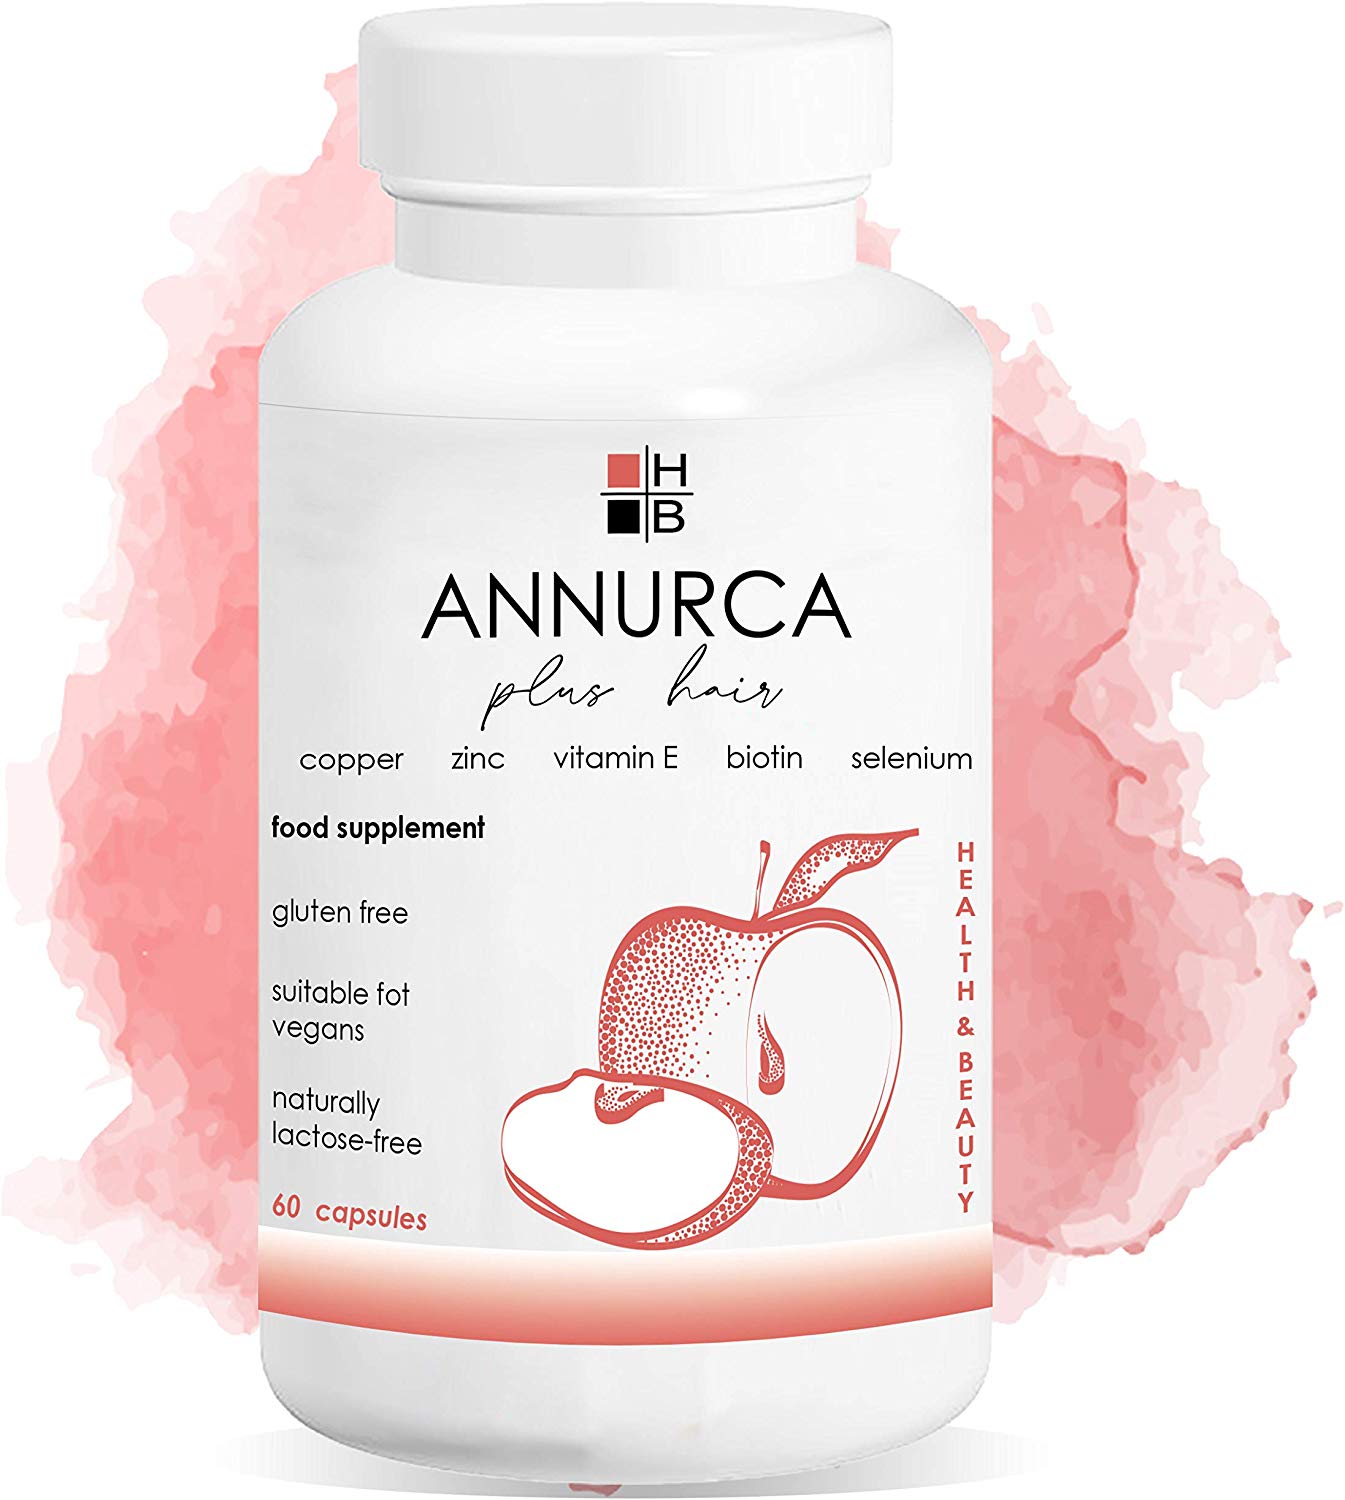 H
B
ANNURCA
plus hair
copper zinc vitamin E biotin selenium
food supplement
gluten free
suitable fot
vegans
naturally
lactose-free
60 capsules
HEALTH & BEAUTY